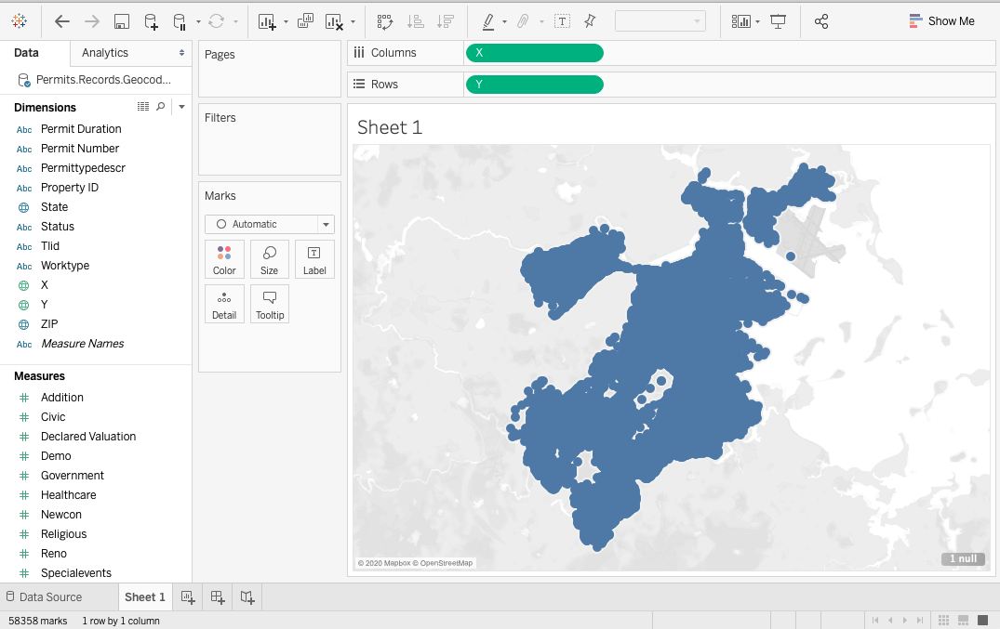 Show Me
Data
Analytics
Permits.Records.Geocod...
Dimensions
Abc Permit Duration
Abc Permit Number
Abc Permittypedescr
Abc Property ID
State
Abc Status
Abc Tlid
Abc Worktype
X
Y
ZIP
Abc Measure Names
Measures
# Addition
# Civic
# Declared Valuation
# Demo
# Government
# Healthcare
# Newcon
# Religious
# Reno
# Specialevents
Pages
Filters
Marks
Automatic
Color
Size
T
Label
Detail
Tooltip
Columns
X
Rows
Y
Sheet 1
© 2020 Mapbox © OpenStreetMap
1 null
Data Source
Sheet 1
58358 marks
1 row by 1 column